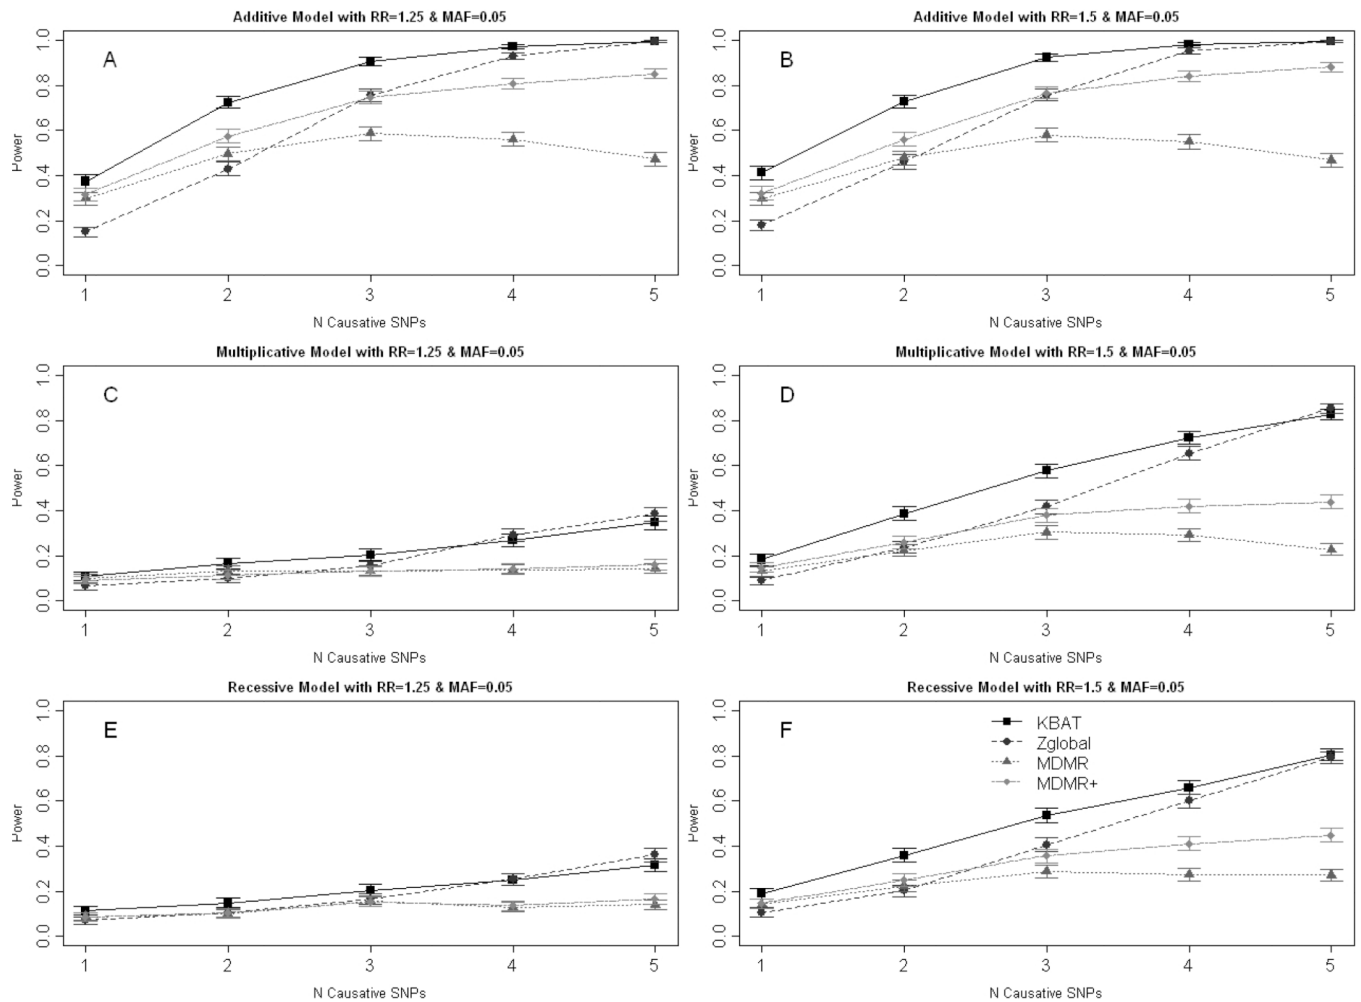 Additive Model with RR=1.25 & MAF=0.05
A
Power
0.0 0.2 0.4 0.6 0.8 1.0
1 2 3 4 5
N Causative SNPs
Additive Model with RR=1.5 & MAF=0.05
B
Power
0.0 0.2 0.4 0.6 0.8 1.0
1 2 3 4 5
N Causative SNPs
Multiplicative Model with RR=1.25 & MAF=0.05
C
Power
0.0 0.2 0.4 0.6 0.8 1.0
1 2 3 4 5
N Causative SNPs
Multiplicative Model with RR=1.5 & MAF=0.05
D
Power
0.0 0.2 0.4 0.6 0.8 1.0
1 2 3 4 5
N Causative SNPs
Recessive Model with RR=1.25 & MAF=0.05
E
Power
0.0 0.2 0.4 0.6 0.8 1.0
1 2 3 4 5
N Causative SNPs
Recessive Model with RR=1.5 & MAF=0.05
F
KBAT
Zglobal
MDMR
MDMR+
Power
0.0 0.2 0.4 0.6 0.8 1.0
1 2 3 4 5
N Causative SNPs